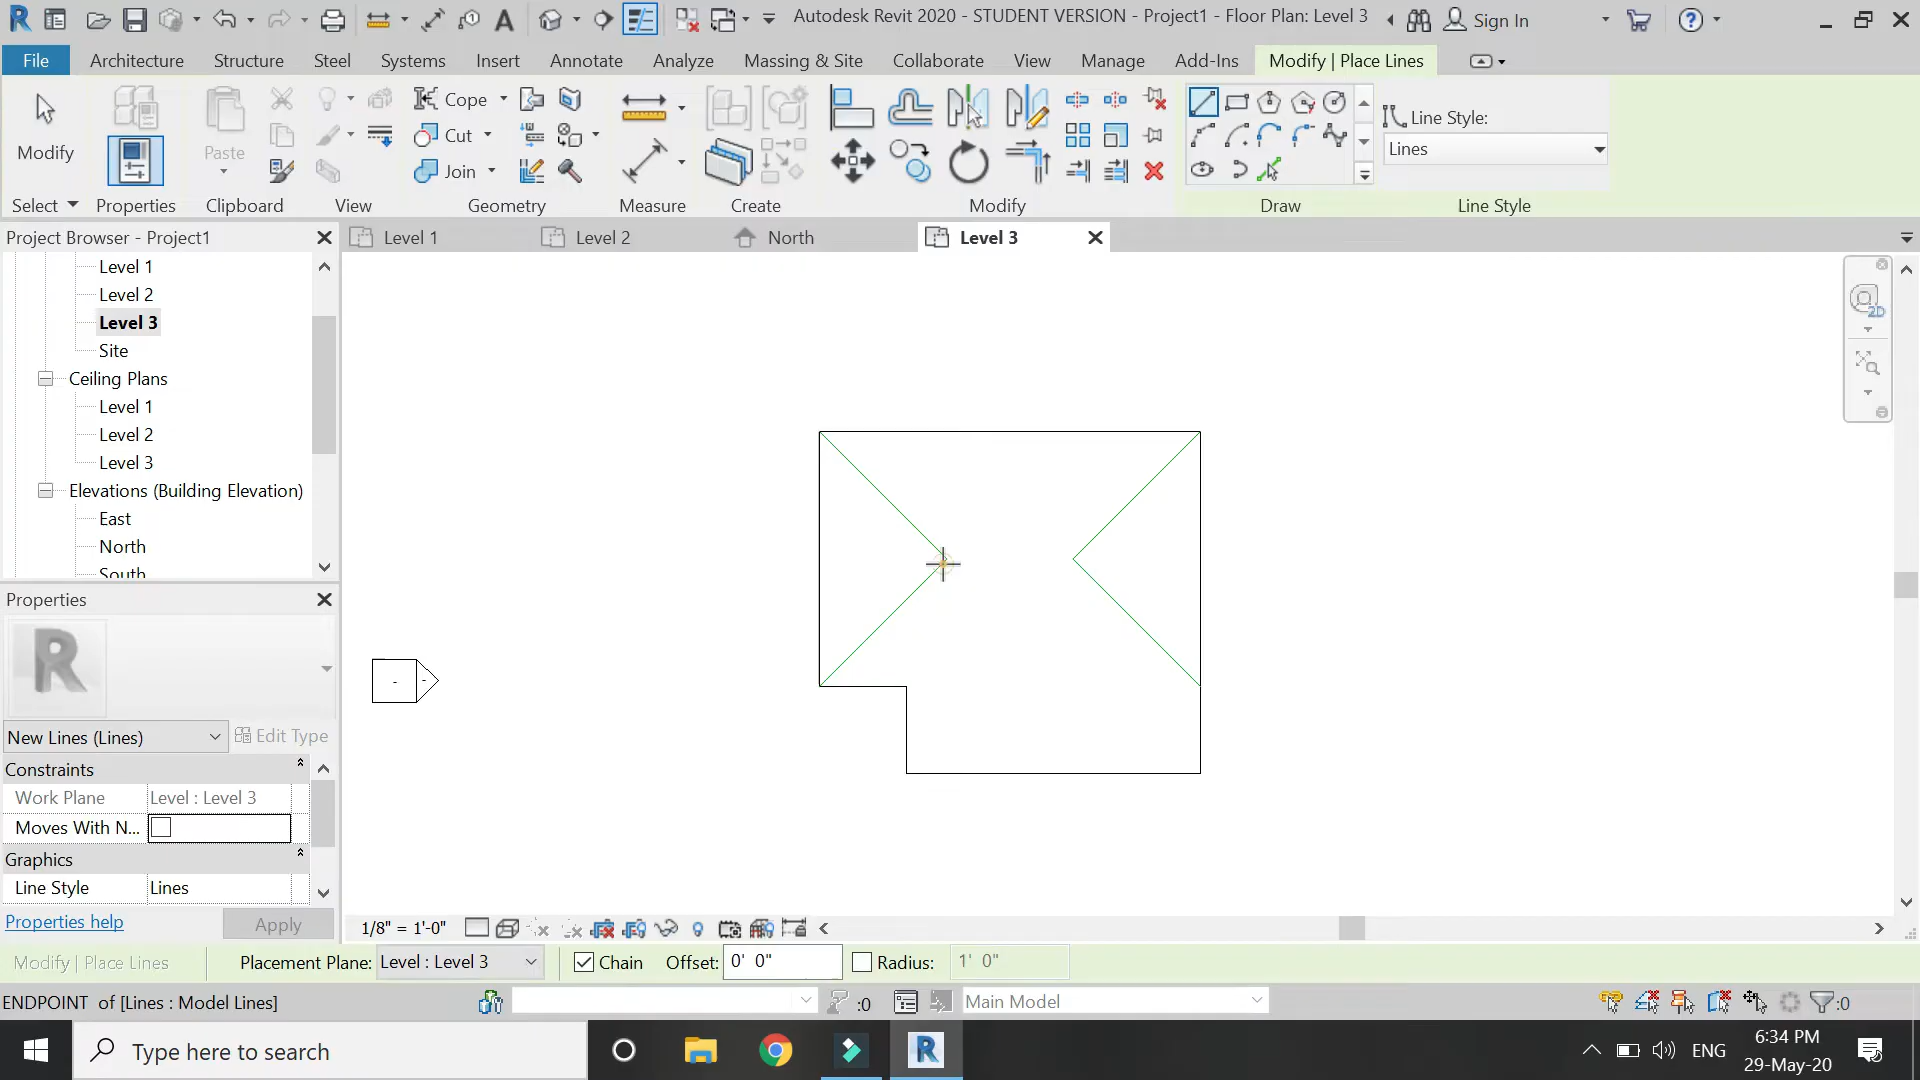 Autodesk Revit 2020 - STUDENT VERSION - Project1 - Floor Plan: Level 3
Sign In
File
Architecture
Structure
Steel
Systems
Insert
Annotate
Analyze
Massing & Site
Collaborate
View
Manage
Add-Ins
Modify | Place Lines
Modify
Paste
Cope
Cut
Join
Line Style:
Lines
Select
Properties
Clipboard
View
Geometry
Measure
Create
Modify
Draw
Line Style
Project Browser - Project1
Level 1
Level 2
North
Level 3
Level 1
Level 2
Level 3
Site
Ceiling Plans
Level 1
Level 2
Level 3
Elevations (Building Elevation)
East
North
South
Properties
New Lines (Lines)
Edit Type
Constraints
Work Plane
Level : Level 3
Moves With N...
Graphics
Line Style
Lines
Properties help
Apply
2D
1/8" = 1'-0"
Modify | Place Lines
Placement Plane:
Level : Level 3
Chain
Offset:
0' 0"
Radius:
1' 0"
ENDPOINT of [Lines : Model Lines]
:0
Main Model
:0
Type here to search
ENG
6:34 PM
29-May-20